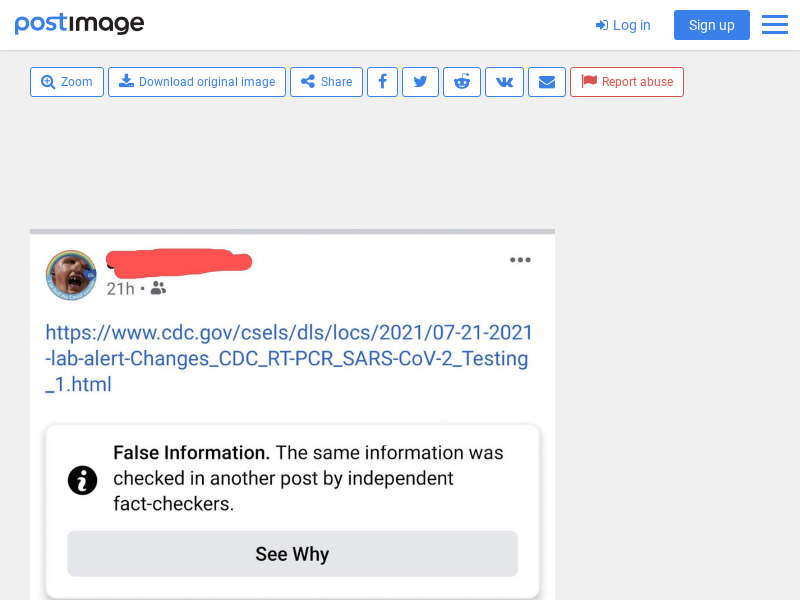 postimage
Log in
Sign up
Zoom
Download original image
Share
Report abuse
21h •
https://www.cdc.gov/csels/dls/locs/2021/07-21-2021
-lab-alert-Changes_CDC_RT-PCR_SARS-CoV-2_Testing
_1.html
False Information. The same information was
checked in another post by independent
fact-checkers.
See Why